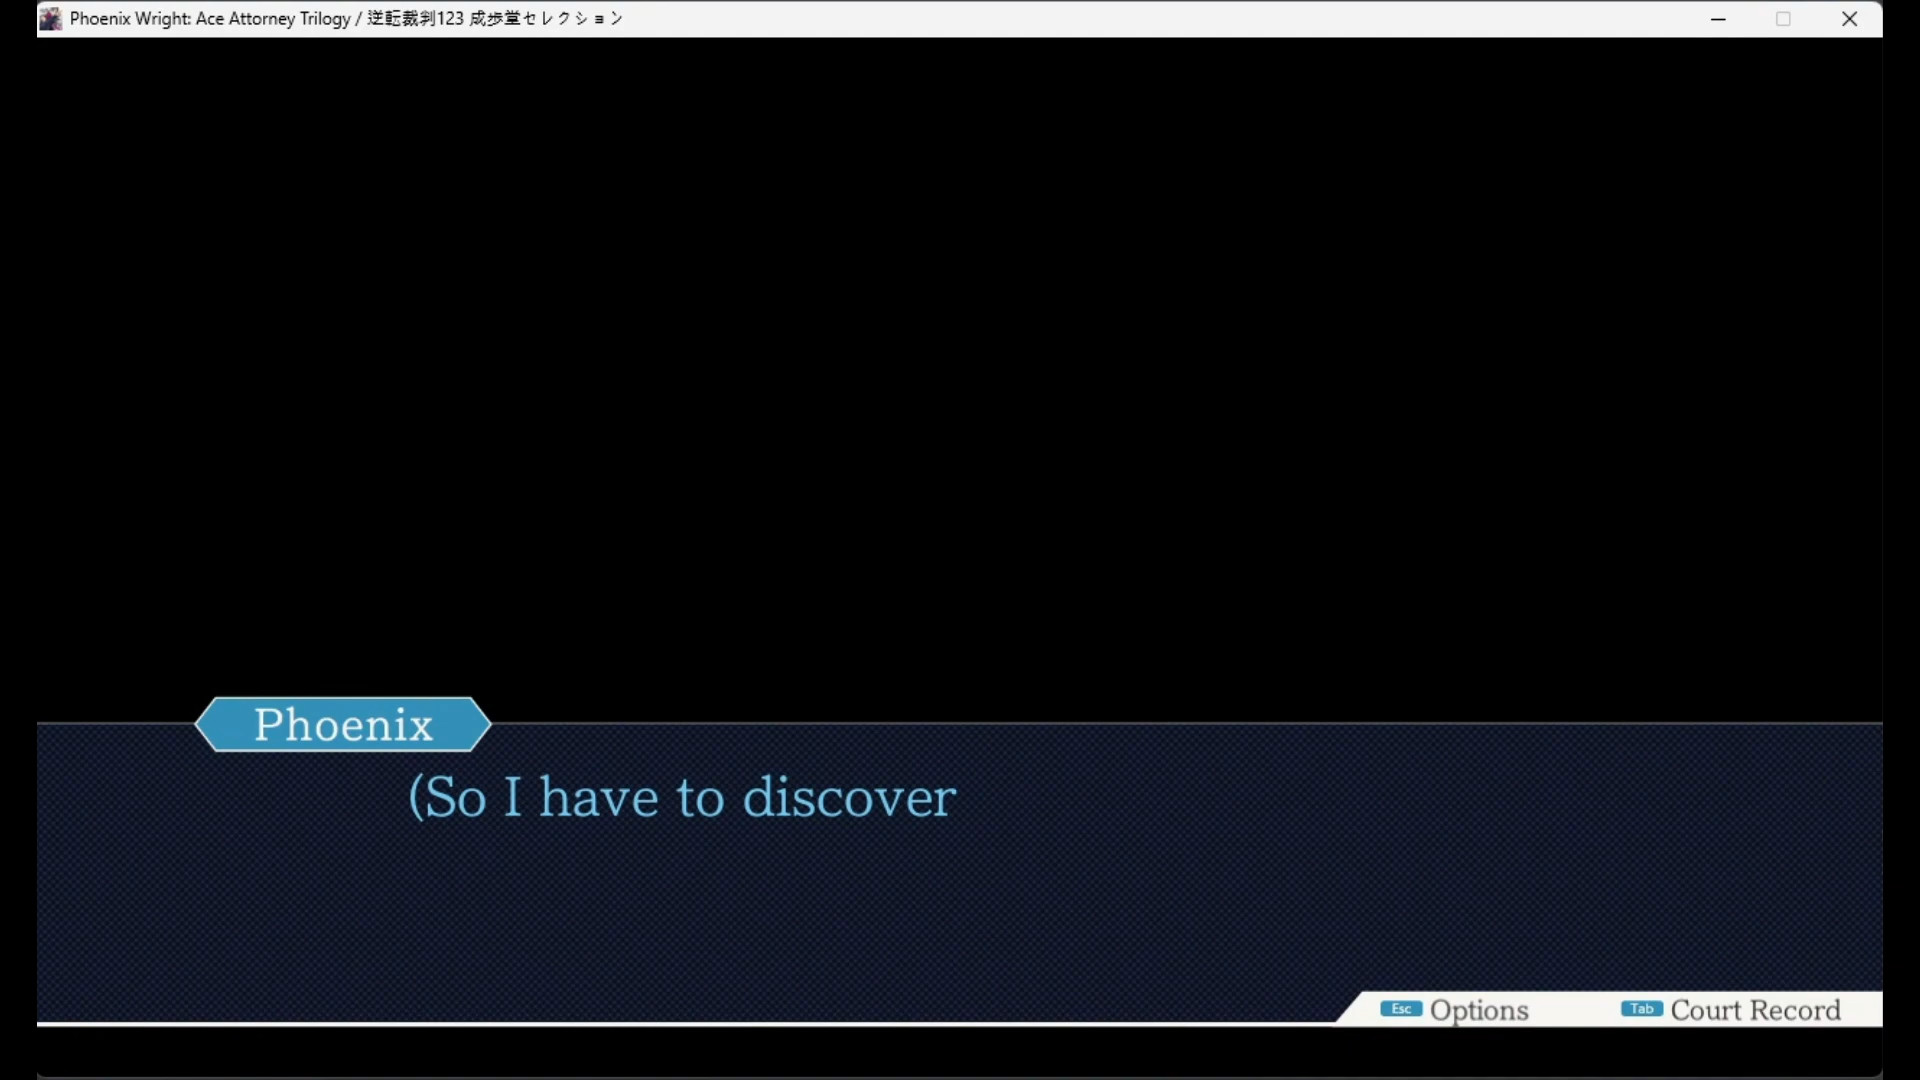 Phoenix Wright: Ace Attorney Trilogy / 逆転裁判123 成歩堂セレクション
Phoenix
(So I have to discover
Esc Options Tab Court Record